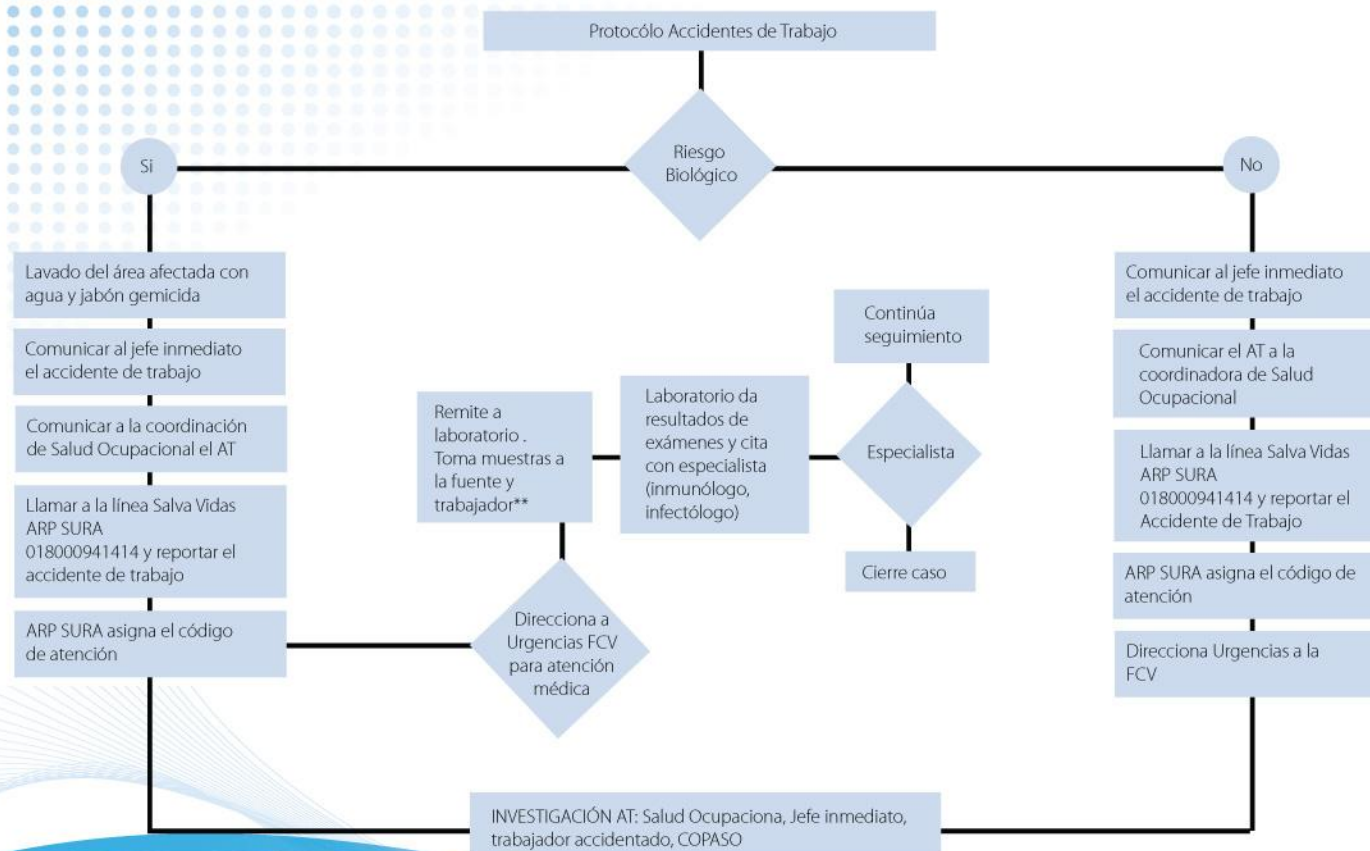 Protocólo Accidentes de Trabajo
Riesgo
Biológico
Si
No
Lavado del área afectada con
agua y jabón gemicida
Comunicar al jefe inmediato
el accidente de trabajo
Comunicar a la coordinación
de Salud Ocupacional el AT
Llamar a la línea Salva Vidas
ARP SURA
018000941414 y reportar el
accidente de trabajo
ARP SURA asigna el código
de atención
Direcciona a
Urgencias FCV
para atención
médica
Remite a
laboratorio .
Toma muestras a
la fuente y
trabajador**
Laboratorio da
resultados de
exámenes y cita
con especialista
(inmunólogo,
infectólogo)
Especialista
Continúa
seguimiento
Cierre caso
Comunicar al jefe inmediato
el accidente de trabajo
Comunicar el AT a la
coordinadora de Salud
Ocupacional
Llamar a la línea Salva Vidas
ARP SURA
018000941414 y reportar el
Accidente de Trabajo
ARP SURA asigna el código de
atención
Direcciona Urgencias a la
FCV
INVESTIGACIÓN AT: Salud Ocupaciona, Jefe inmediato,
trabajador accidentado, COPASO